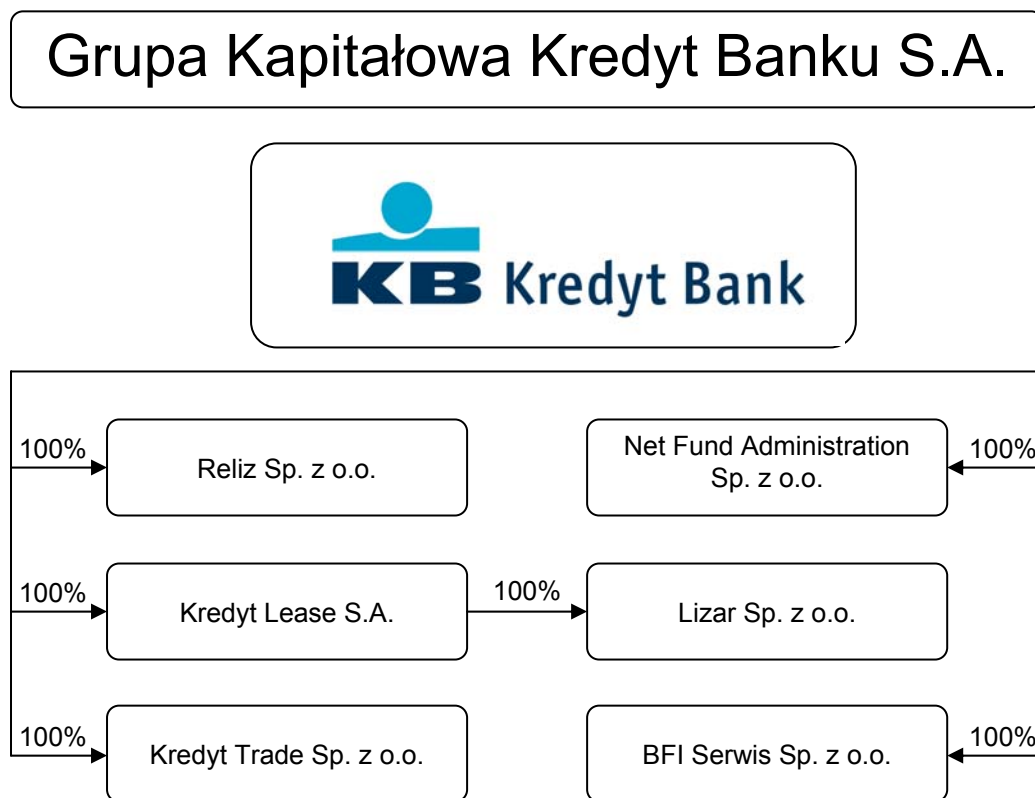 Grupa Kapitałowa Kredyt Banku S.A.
KB Kredyt Bank
100%
Reliz Sp. z o.o.
Net Fund Administration
Sp. z o.o.
100%
100%
Kredyt Lease S.A.
100%
Lizar Sp. z o.o.
100%
Kredyt Trade Sp. z o.o.
BFI Serwis Sp. z o.o.
100%